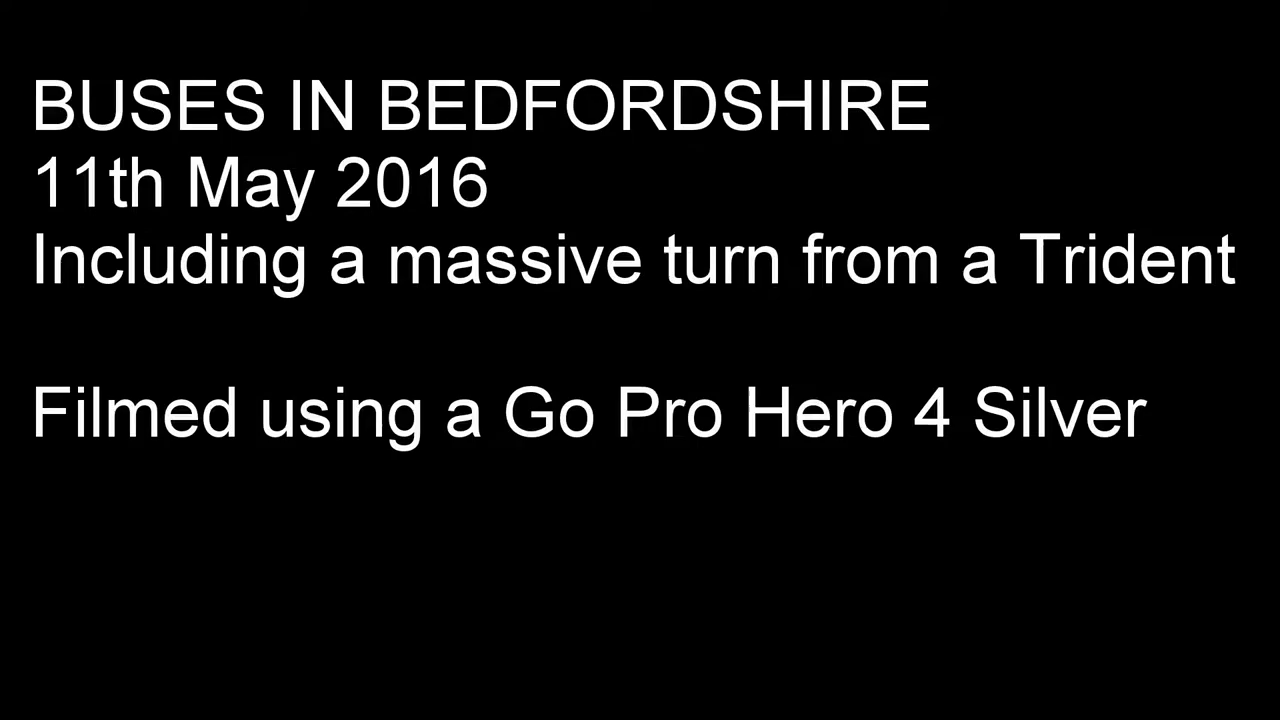 BUSES IN BEDFORDSHIRE
11th May 2016
Including a massive turn from a Trident
Filmed using a Go Pro Hero 4 Silver